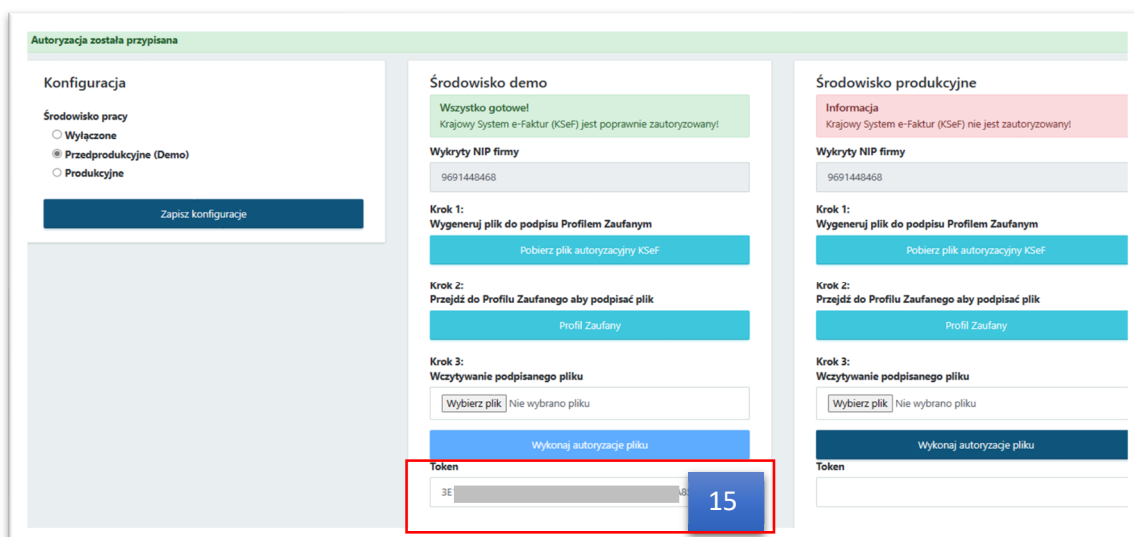 Autoryzacja została przypisana
Konfiguracja
Środowisko pracy
Wyłączone
Przedprodukcyjne (Demo)
Produkcyjne
Zapisz konfiguracje
Środowisko demo
Wszystko gotowe!
Krajowy System e-Faktur (KSeF) jest poprawnie zautoryzowany!
Wykryty NIP firmy
9691448468
Krok 1:
Wygeneruj plik do podpisu Profilem Zaufanym
Pobierz plik autoryzacyjny KSeF
Krok 2:
Przejdź do Profilu Zaufanego aby podpisać plik
Profil Zaufany
Krok 3:
Wczytywanie podpisanego pliku
Wybierz plik Nie wybrano pliku
Wykonaj autoryzacje pliku
Token
3E
15
Środowisko produkcyjne
Informacja
Krajowy System e-Faktur (KSeF) nie jest zautoryzowany!
Wykryty NIP firmy
9691448468
Krok 1:
Wygeneruj plik do podpisu Profilem Zaufanym
Pobierz plik autoryzacyjny KSeF
Krok 2:
Przejdź do Profilu Zaufanego aby podpisać plik
Profil Zaufany
Krok 3:
Wczytywanie podpisanego pliku
Wybierz plik Nie wybrano pliku
Wykonaj autoryzacje pliku
Token